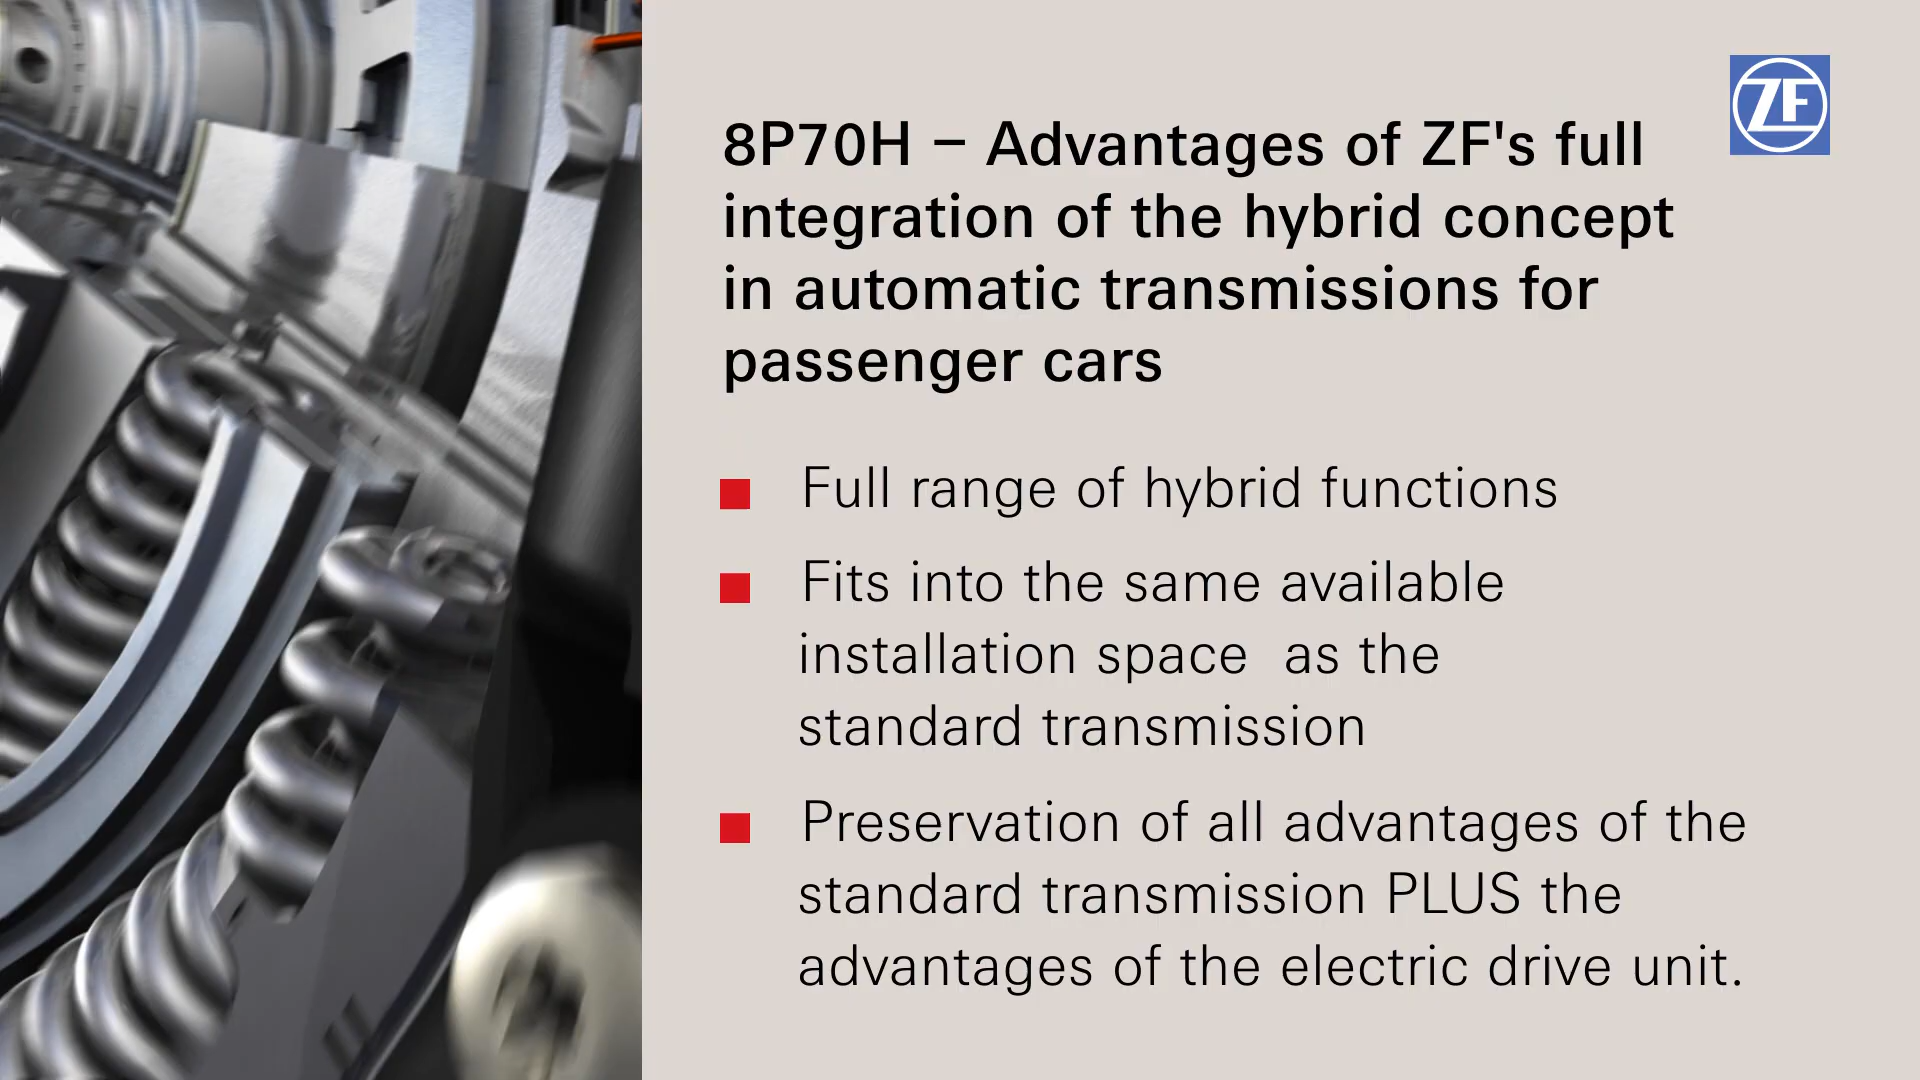 ZF
8P70H – Advantages of ZF's full
integration of the hybrid concept
in automatic transmissions for
passenger cars
Full range of hybrid functions
Fits into the same available
installation space  as the
standard transmission
Preservation of all advantages of the
standard transmission PLUS the
advantages of the electric drive unit.